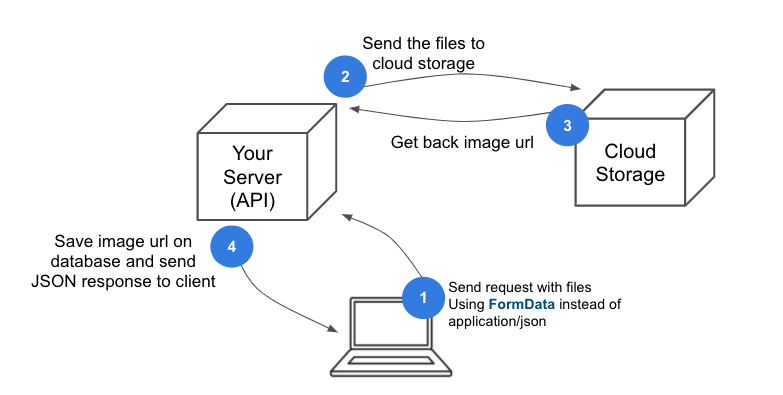 Send the files to
cloud storage
2
3
Get back image url
Cloud
Storage
Your
Server
(API)
Save image url on
database and send
JSON response to client
4
1
Send request with files
Using FormData instead of
application/json